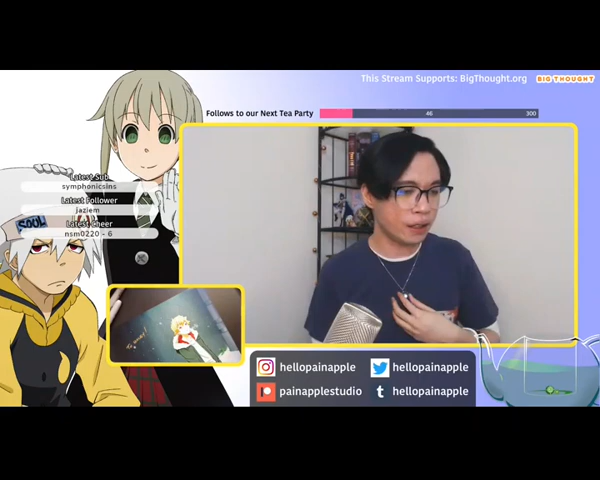 This Stream Supports: BigThought.org BIG THOUGHT
Follows to our Next Tea Party 46 300
Latest Sub
symphonicsins
Latest Follower
jaziem
Latest Cheer
nsm0220 - 6
SOUL
hellopainapple hellopainapple
painapplestudio hellopainapple